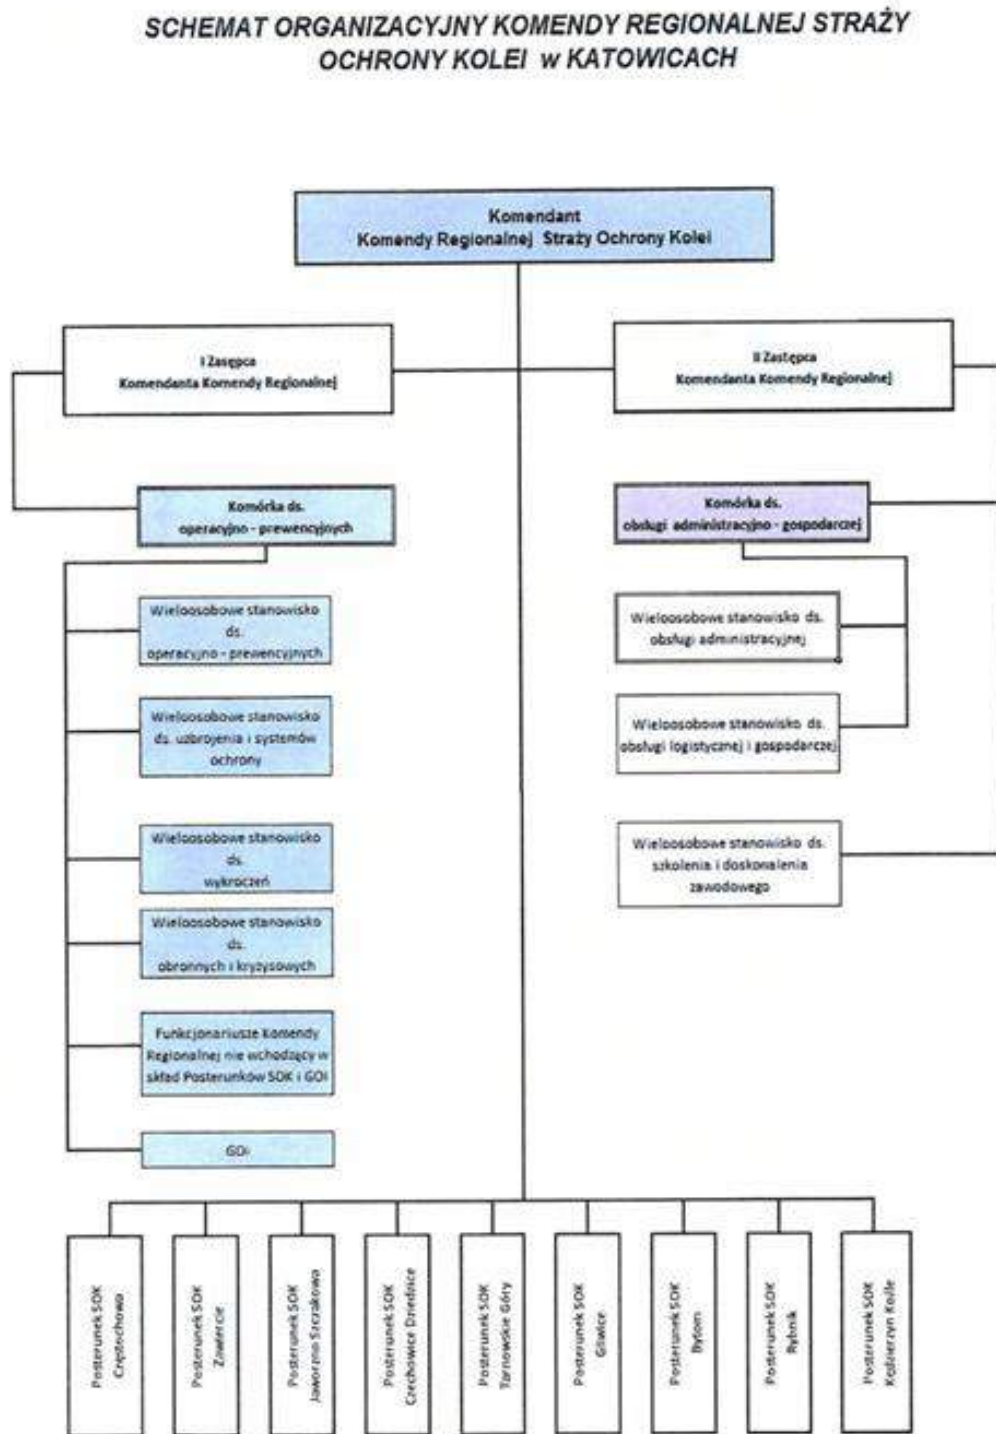 SCHEMAT ORGANIZACYJNY KOMENDY REGIONALNEJ STRAŻY
OCHRONY KOLEI w KATOWICACH
Komendant
Komendy Regionalnej Straży Ochrony Kolei
I Zasępca
Komendanta Komendy Regionalnej
II Zastępca
Komendanta Komendy Regionalnej
Komórka ds.
operacyjno - prewencyjnych
Komórka ds.
obsługi administracyjno - gospodarczej
Wieloosobowe stanowisko
ds.
operacyjno - prewencyjnych
Wieloosobowe stanowisko
ds. uzbrojenia i systemów
ochrony
Wieloosobowe stanowisko
ds.
wykroczeń
Wieloosobowe stanowisko
ds.
obronnych i kryzysowych
Funkcjonariusze Komendy
Regionalnej nie wchodzący w
skład Posterunków SOK i GOI
GOI
Wieloosobowe stanowisko ds.
obsługi administracyjnej
Wieloosobowe stanowisko ds.
obsługi logistycznej i gospodarczej
Wieloosobowe stanowisko ds.
szkolenia i doskonalenia
zawodowego
Posterunek SOK
Częstochowa
Posterunek SOK
Zawiercie
Posterunek SOK
Jaworzno Szczakowa
Posterunek SOK
Czechowice Dziedzice
Posterunek SOK
Tarnowskie Góry
Posterunek SOK
Gliwice
Posterunek SOK
Bytom
Posterunek SOK
Rybnik
Posterunek SOK
Kędzierzyn Koźle